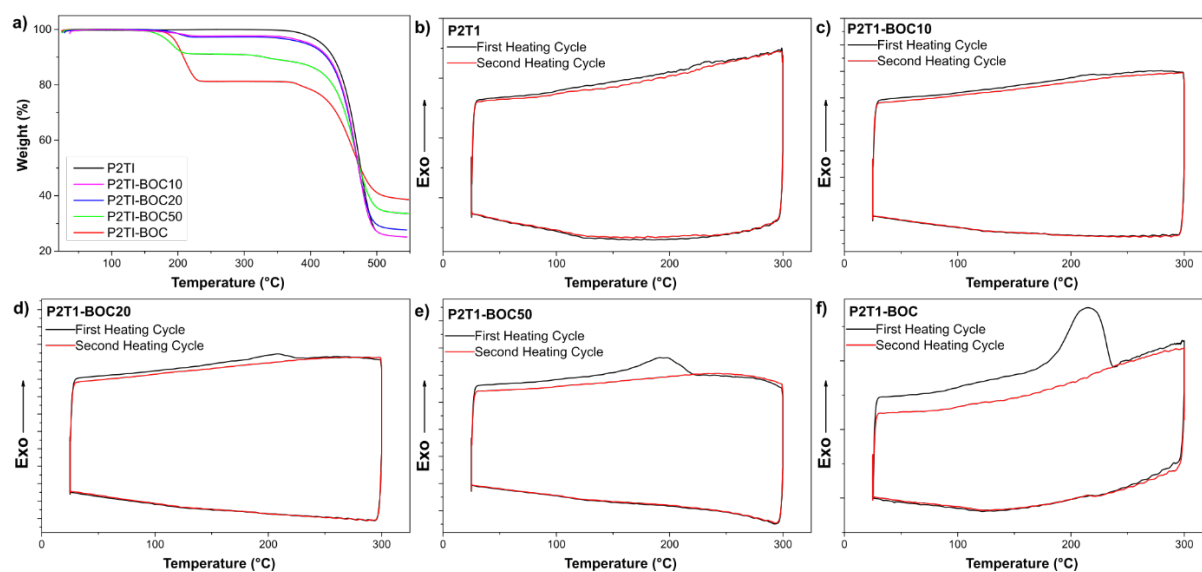 a)
100
80
60
40
20
Weight (%)
P2TI
P2TI-BOC10
P2TI-BOC20
P2TI-BOC50
P2TI-BOC
100
200
300
400
500
Temperature (°C)
b)
P2T1
First Heating Cycle
Second Heating Cycle
Exo
0
100
200
300
Temperature (°C)
c)
P2T1-BOC10
First Heating Cycle
Second Heating Cycle
Exo
0
100
200
300
Temperature (°C)
d)
P2T1-BOC20
First Heating Cycle
Second Heating Cycle
Exo
0
100
200
300
Temperature (°C)
e)
P2T1-BOC50
First Heating Cycle
Second Heating Cycle
Exo
0
100
200
300
Temperature (°C)
f)
P2T1-BOC
First Heating Cycle
Second Heating Cycle
Exo
0
100
200
300
Temperature (°C)